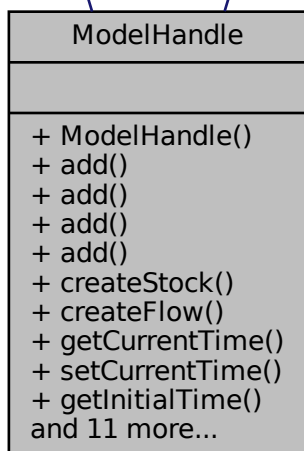 ModelHandle
+ ModelHandle()
+ add()
+ add()
+ add()
+ add()
+ createStock()
+ createFlow()
+ getCurrentTime()
+ setCurrentTime()
+ getInitialTime()
and 11 more...